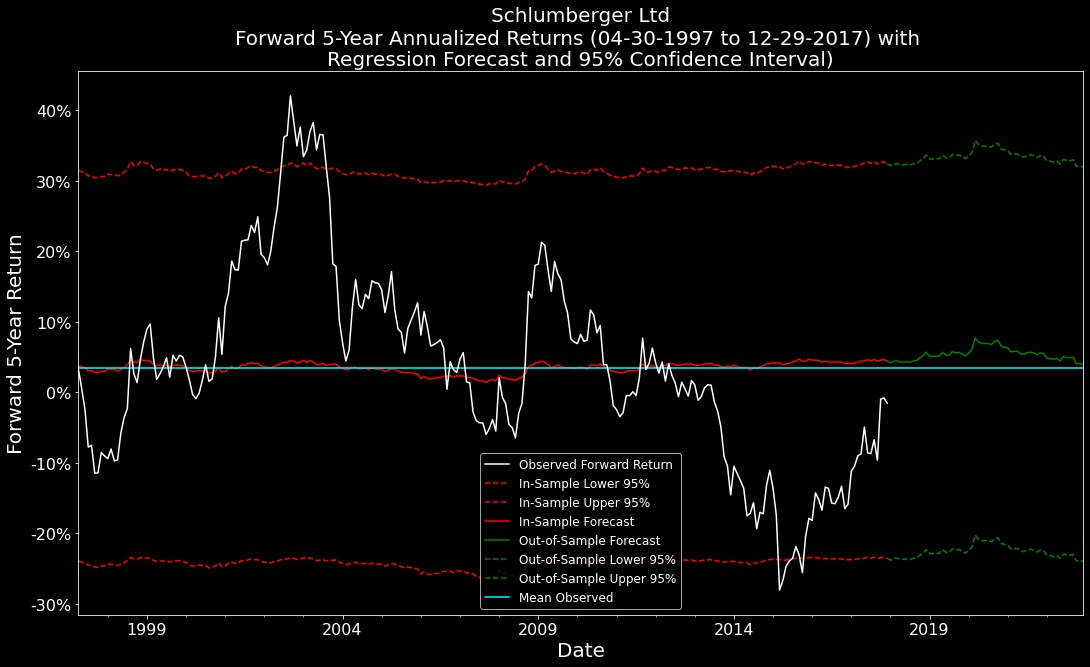 Schlumberger Ltd
Forward 5-Year Annualized Returns (04-30-1997 to 12-29-2017) with
Regression Forecast and 95% Confidence Interval)
40%
30%
20%
10%
0%
-10%
-20%
-30%
Forward 5-Year Return
Observed Forward Return
In-Sample Lower 95%
In-Sample Upper 95%
In-Sample Forecast
Out-of-Sample Forecast
Out-of-Sample Lower 95%
Out-of-Sample Upper 95%
Mean Observed
1999 2004 2009 2014 2019
Date